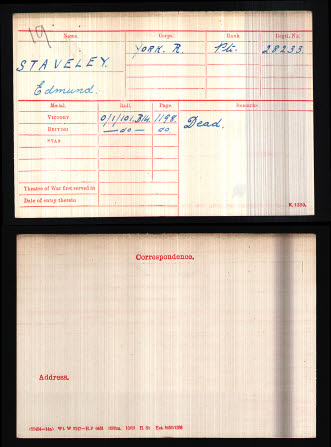 19
Name. Corps. Rank Regtl. No.
STAVELEY. York. R. Pte. 28233
Edmund.
Medal. Roll. Page Remarks
VICTORY 0/1/101.B14. 1198. Dead.
BRITISH — do — do.
STAR
Theatre of War first served in
Date of entry therein
K. 1380.
Correspondence.
Address.